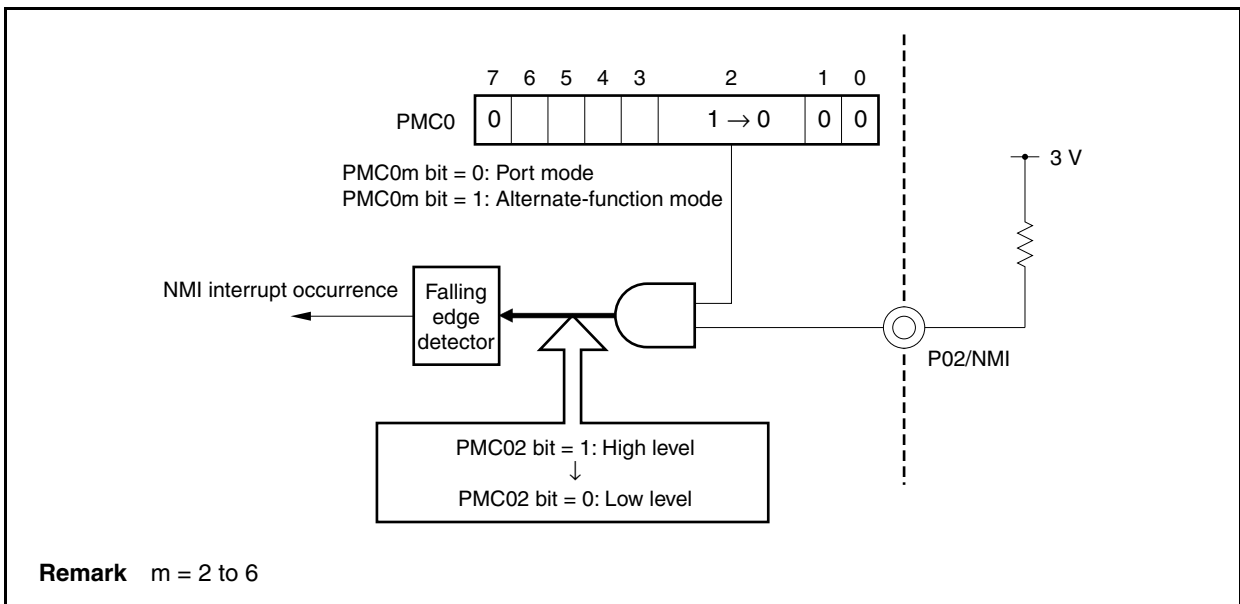 7 6 5 4 3 2 1 0
PMC0 0 1 → 0 0 0
PMC0m bit = 0: Port mode
PMC0m bit = 1: Alternate-function mode
3 V
NMI interrupt occurrence
Falling
edge
detector
P02/NMI
PMC02 bit = 1: High level
↓
PMC02 bit = 0: Low level
Remark m = 2 to 6